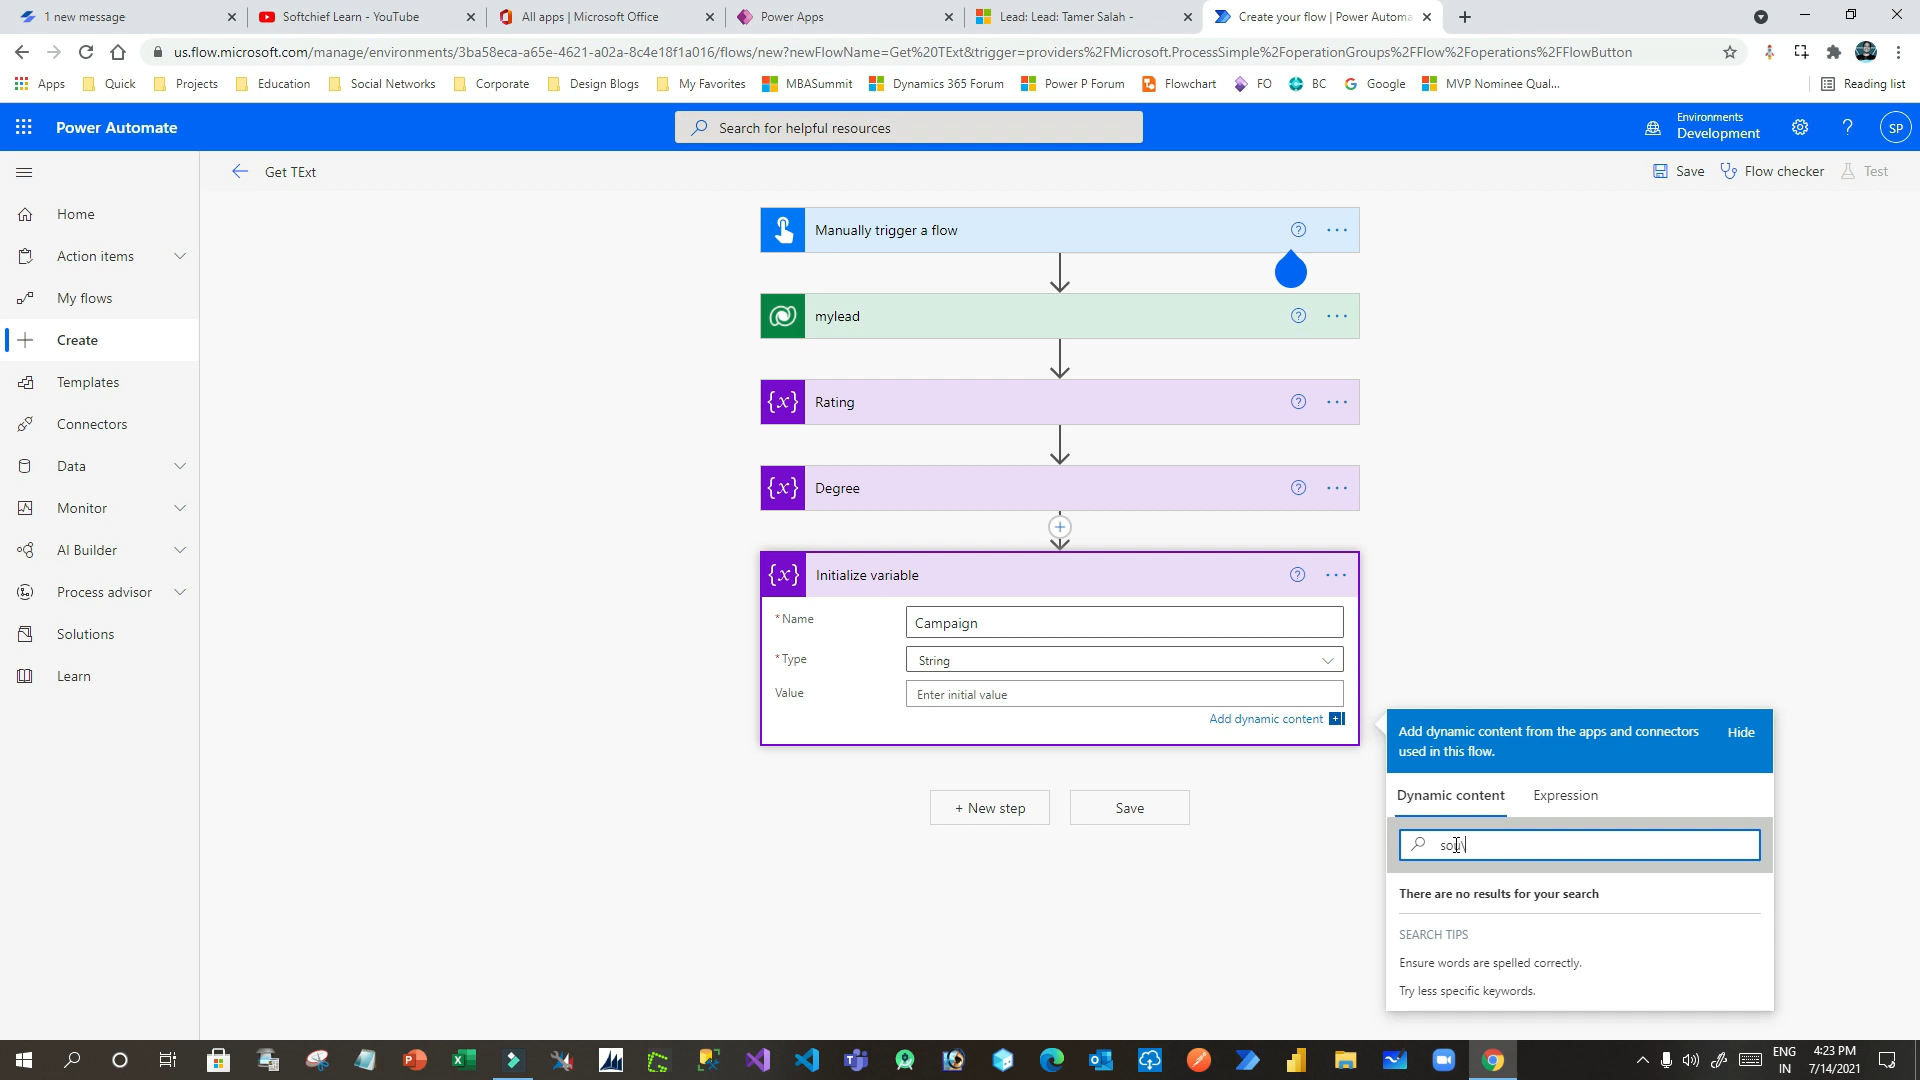 1 new message
Softchief Learn - YouTube
All apps | Microsoft Office
Power Apps
Lead: Lead: Tamer Salah -
Create your flow | Power Automa
us.flow.microsoft.com/manage/environments/3ba58eca-a65e-4621-a02a-8c4e18f1a016/flows/new?newFlowName=Get%20TExt&trigger=providers%2FMicrosoft.ProcessSimple%2FoperationGroups%2FFlow%2Foperations%2FFlowButton
Apps
Quick
Projects
Education
Social Networks
Corporate
Design Blogs
My Favorites
MBASummit
Dynamics 365 Forum
Power P Forum
Flowchart
FO
BC
Google
MVP Nominee Qual...
Reading list
Power Automate
Search for helpful resources
Environments
Development
SP
Get TExt
Save
Flow checker
Test
Home
Action items
My flows
Create
Templates
Connectors
Data
Monitor
AI Builder
Process advisor
Solutions
Learn
Manually trigger a flow
mylead
Rating
Degree
Initialize variable
* Name
Campaign
* Type
String
Value
Enter initial value
Add dynamic content
+ New step
Save
Add dynamic content from the apps and connectors
used in this flow.
Hide
Dynamic content
Expression
sou\
There are no results for your search
SEARCH TIPS
Ensure words are spelled correctly.
Try less specific keywords.
ENG
IN
4:23 PM
7/14/2021